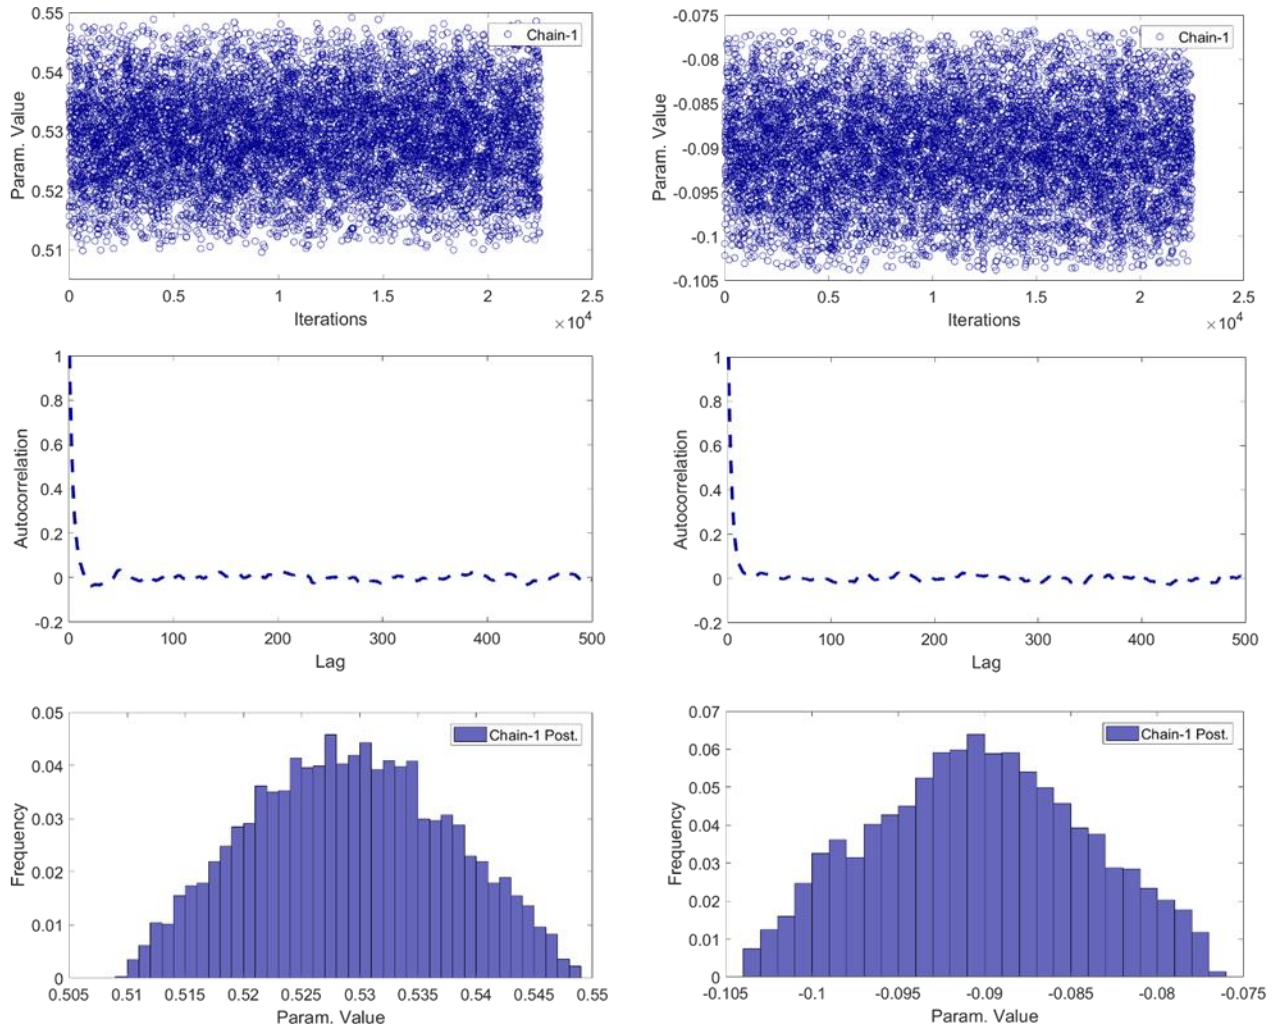 0.55
0.54
0.53
0.52
0.51
Param. Value
Chain-1
0 0.5 1 1.5 2 2.5
Iterations
×10^4
-0.075
-0.08
-0.085
-0.09
-0.095
-0.1
-0.105
Param. Value
Chain-1
0 0.5 1 1.5 2 2.5
Iterations
×10^4
1
0.8
0.6
0.4
0.2
0
-0.2
Autocorrelation
0 100 200 300 400 500
Lag
1
0.8
0.6
0.4
0.2
0
-0.2
Autocorrelation
0 100 200 300 400 500
Lag
0.05
0.04
0.03
0.02
0.01
0
Frequency
Chain-1 Post.
0.505 0.51 0.515 0.52 0.525 0.53 0.535 0.54 0.545 0.55
Param. Value
0.07
0.06
0.05
0.04
0.03
0.02
0.01
0
Frequency
Chain-1 Post.
-0.105 -0.1 -0.095 -0.09 -0.085 -0.08 -0.075
Param. Value